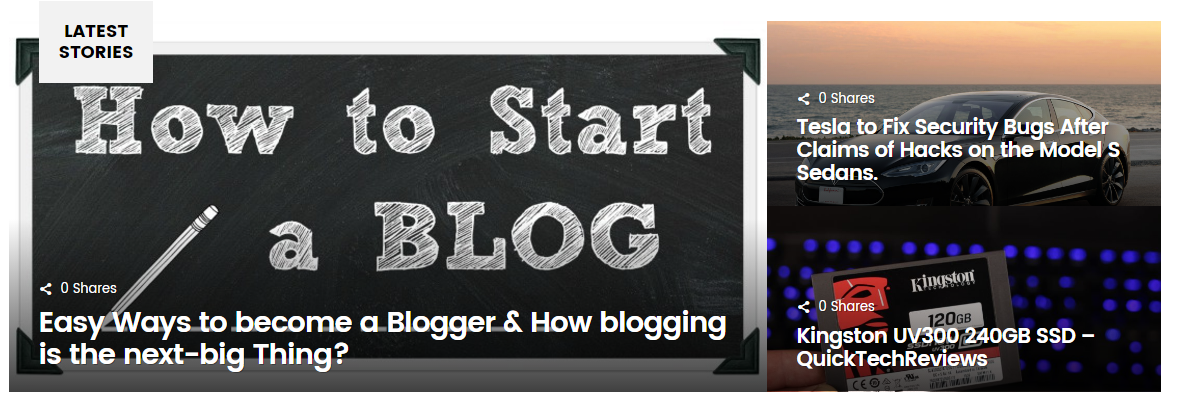 LATEST
STORIES
How to Start
a BLOG
0 Shares
Easy Ways to become a Blogger & How blogging
is the next-big Thing?
0 Shares
Tesla to Fix Security Bugs After
Claims of Hacks on the Model S
Sedans.
Kingston
TECHNOLOGY
0 Shares
120GB
Kingston UV300 240GB SSD –
QuickTechReviews